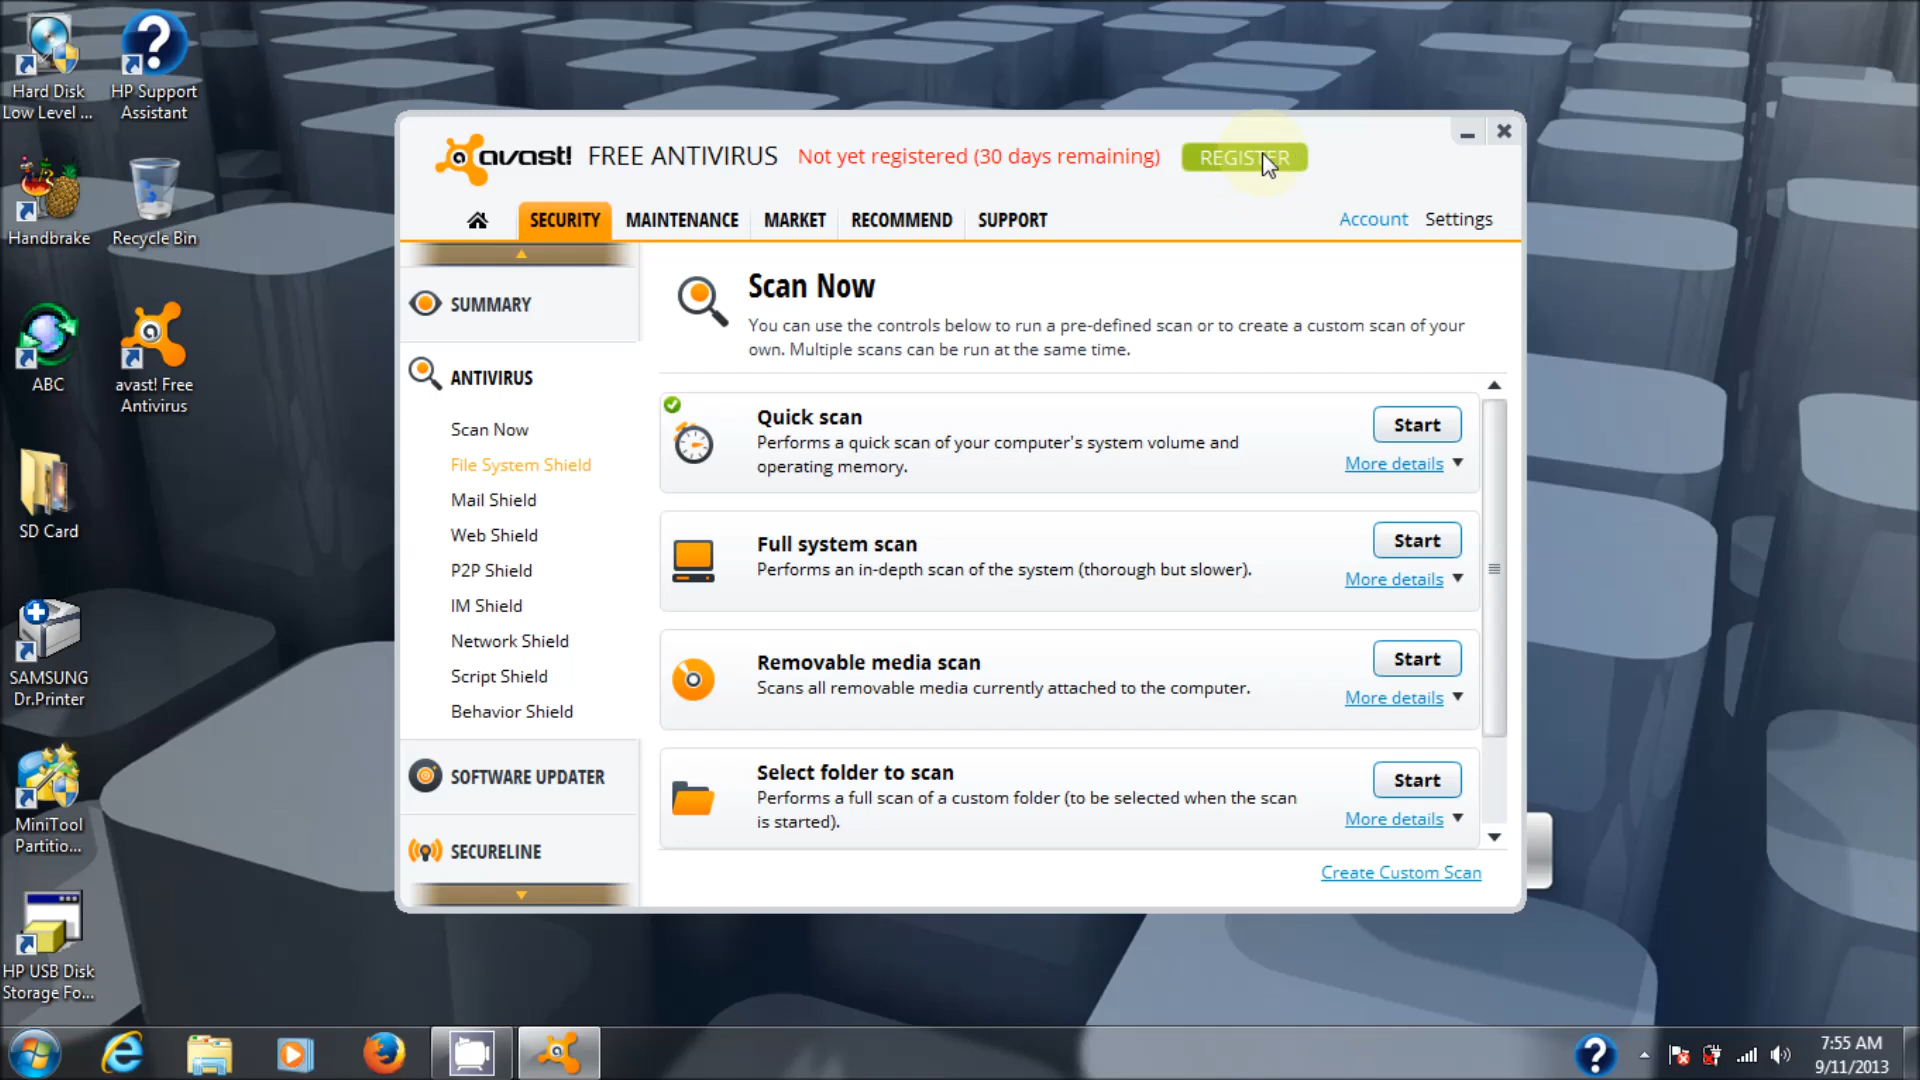 Hard Disk
Low Level ...
HP Support
Assistant
Handbrake
Recycle Bin
ABC
avast! Free
Antivirus
SD Card
SAMSUNG
Dr.Printer
MiniTool
Partitio...
HP USB Disk
Storage Fo...
avast! FREE ANTIVIRUS Not yet registered (30 days remaining) REGISTER
SECURITY MAINTENANCE MARKET RECOMMEND SUPPORT Account Settings
SUMMARY
ANTIVIRUS
Scan Now
File System Shield
Mail Shield
Web Shield
P2P Shield
IM Shield
Network Shield
Script Shield
Behavior Shield
SOFTWARE UPDATER
SECURELINE
Scan Now
You can use the controls below to run a pre-defined scan or to create a custom scan of your
own. Multiple scans can be run at the same time.
Quick scan
Performs a quick scan of your computer's system volume and
operating memory.
Start
More details
Full system scan
Performs an in-depth scan of the system (thorough but slower).
Start
More details
Removable media scan
Scans all removable media currently attached to the computer.
Start
More details
Select folder to scan
Performs a full scan of a custom folder (to be selected when the scan
is started).
Start
More details
Create Custom Scan
7:55 AM
9/11/2013